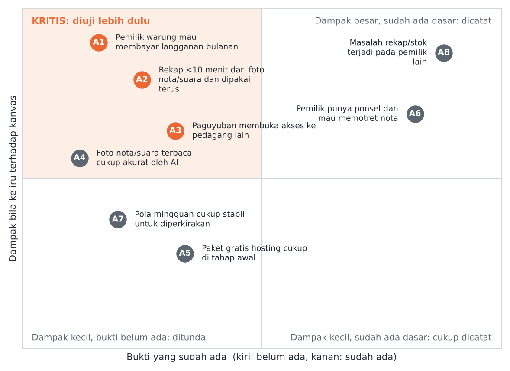 KRITIS: diuji lebih dulu
Dampak besar, sudah ada dasar: dicatat
A1
Pemilik warung mau
membayar langganan bulanan
A8
Masalah rekap/stok
terjadi pada pemilik
lain
A2
Rekap <10 menit dari foto
nota/suara dan dipakai
terus
A6
Pemilik punya ponsel dan
mau memotret nota
A3
Paguyuban membuka akses ke
pedagang lain
A4
Foto nota/suara terbaca
cukup akurat oleh AI
A7
Pola mingguan cukup stabil
untuk diperkirakan
A5
Paket gratis hosting cukup
di tahap awal
Dampak kecil, bukti belum ada: ditunda
Dampak kecil, sudah ada dasar: cukup dicatat
Bukti yang sudah ada (kiri: belum ada, kanan: sudah ada)
Dampak bila keliru terhadap kanvas